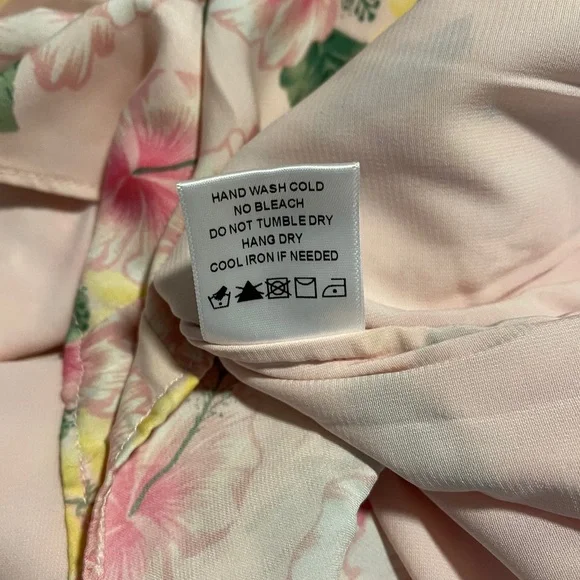 HAND WASH COLD
NO BLEACH
DO NOT TUMBLE DRY
HANG DRY
COOL IRON IF NEEDED